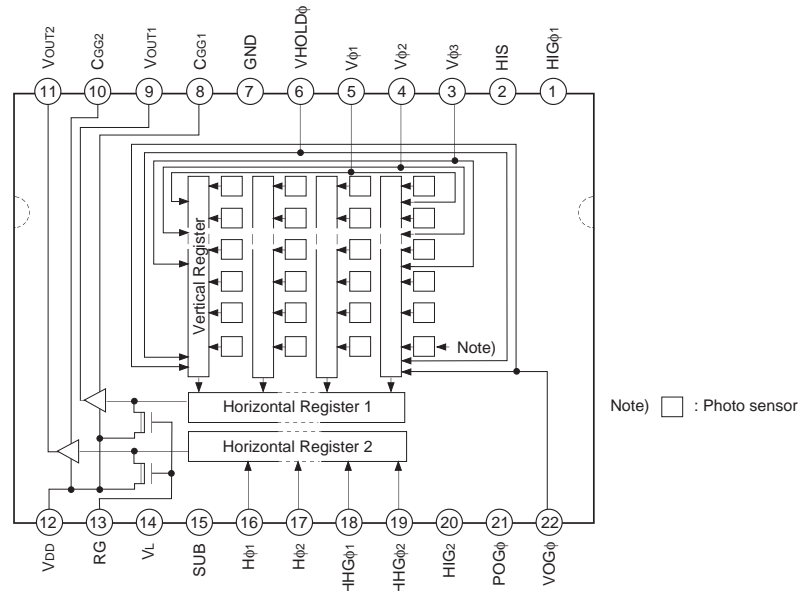 VOUT2
CGG2
VOUT1
CGG1
GND
VHOLDϕ
Vϕ1
Vϕ2
Vϕ3
HIS
HIGϕ1
11 10 9 8 7 6 5 4 3 2 1
Vertical Register
Note)
Horizontal Register 1
Note) : Photo sensor
Horizontal Register 2
12 13 14 15 16 17 18 19 20 21 22
VDD
RG
VL
SUB
Hϕ1
Hϕ2
HHGϕ1
HHGϕ2
HIG2
POGϕ
VOGϕ